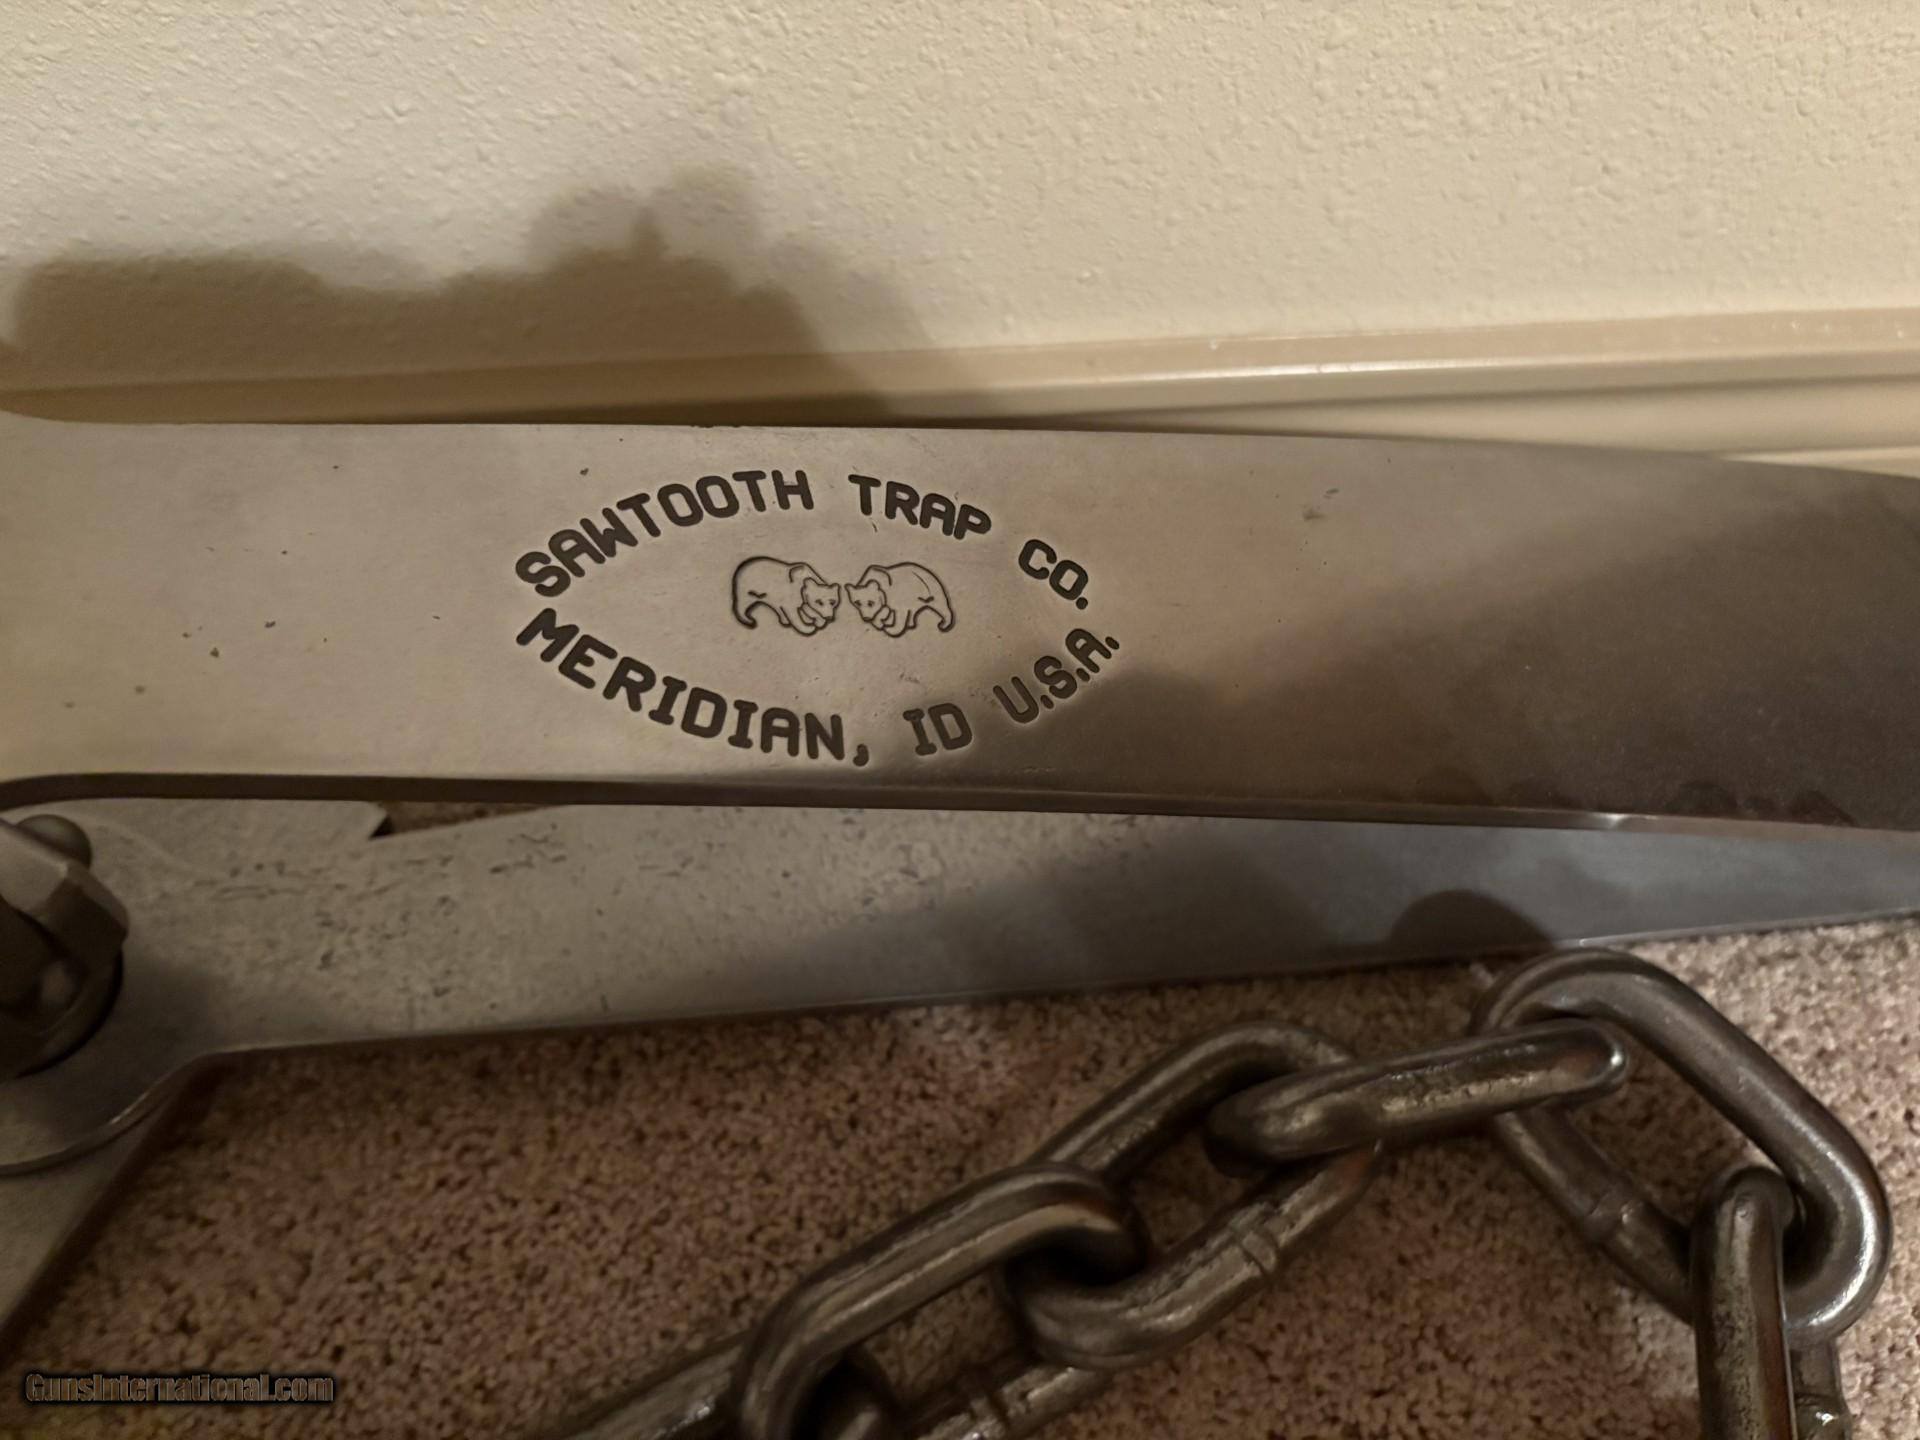 SAWTOOTH TRAP CO.
MERIDIAN, ID U.S.A.
GunsInternational.com